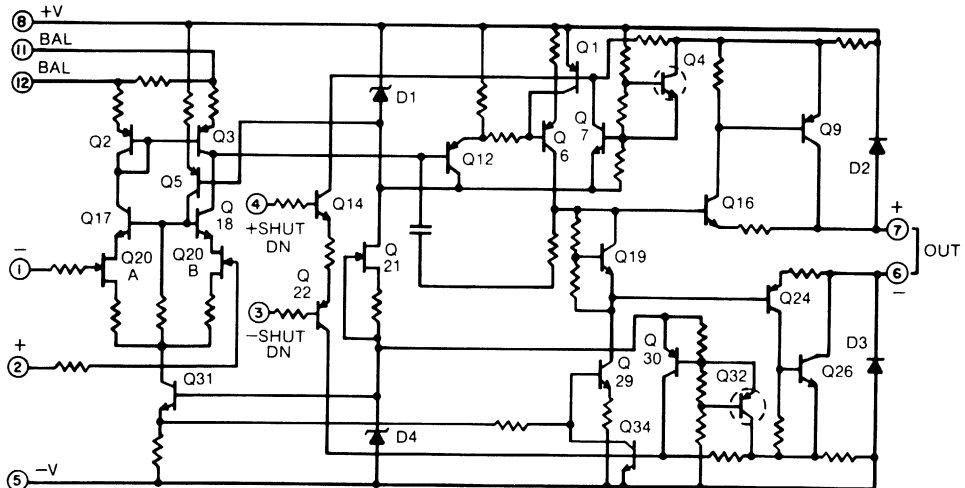 8 +V
11 BAL
12 BAL
Q2
Q3
Q5
Q17
Q 18
Q20 A
Q20 B
− 1
+ 2
Q31
5 −V
D1
Q12
4 +SHUT DN
Q14
Q 21
Q 22
3 −SHUT DN
D4
Q1
Q 6
Q 7
Q4
Q9
D2
Q16
Q19
+ 7
OUT
6 −
Q24
D3
Q 30
Q32
Q26
Q 29
Q34